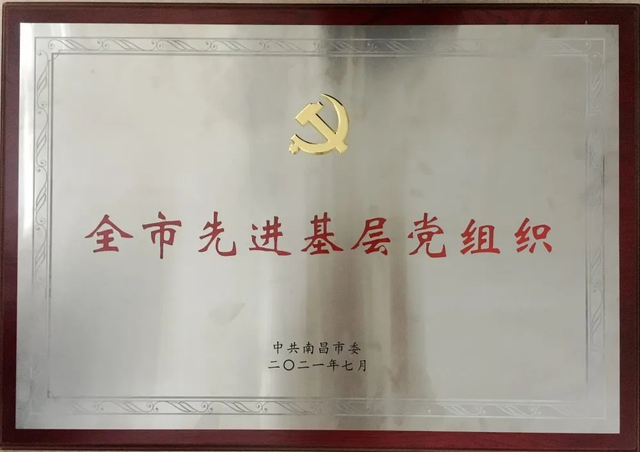 全市先进基层党组织
中共南昌市委
二〇二一年七月